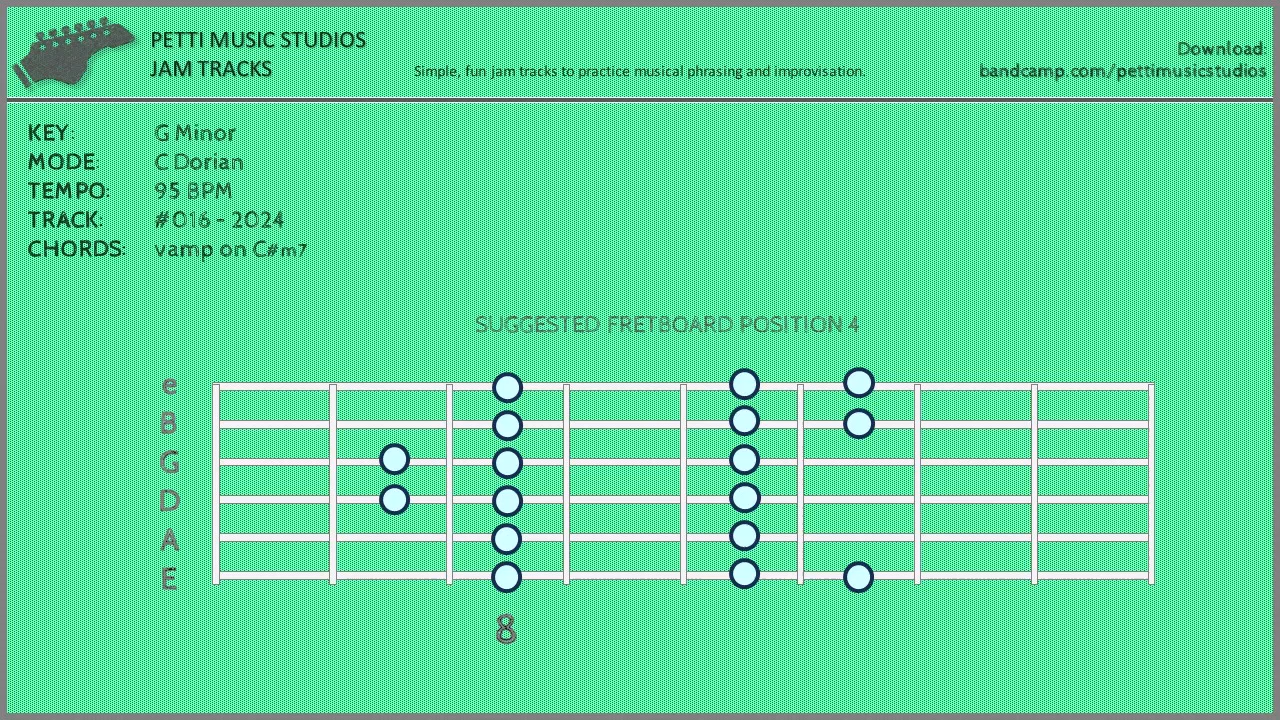 PETTI MUSIC STUDIOS
JAM TRACKS
Simple, fun jam tracks to practice musical phrasing and improvisation.
Download:
bandcamp.com/pettimusicstudios
KEY: G Minor
MODE: C Dorian
TEMPO: 95 BPM
TRACK: #016 - 2024
CHORDS: vamp on C#m7
SUGGESTED FRETBOARD POSITION 4
e
B
G
D
A
E
8